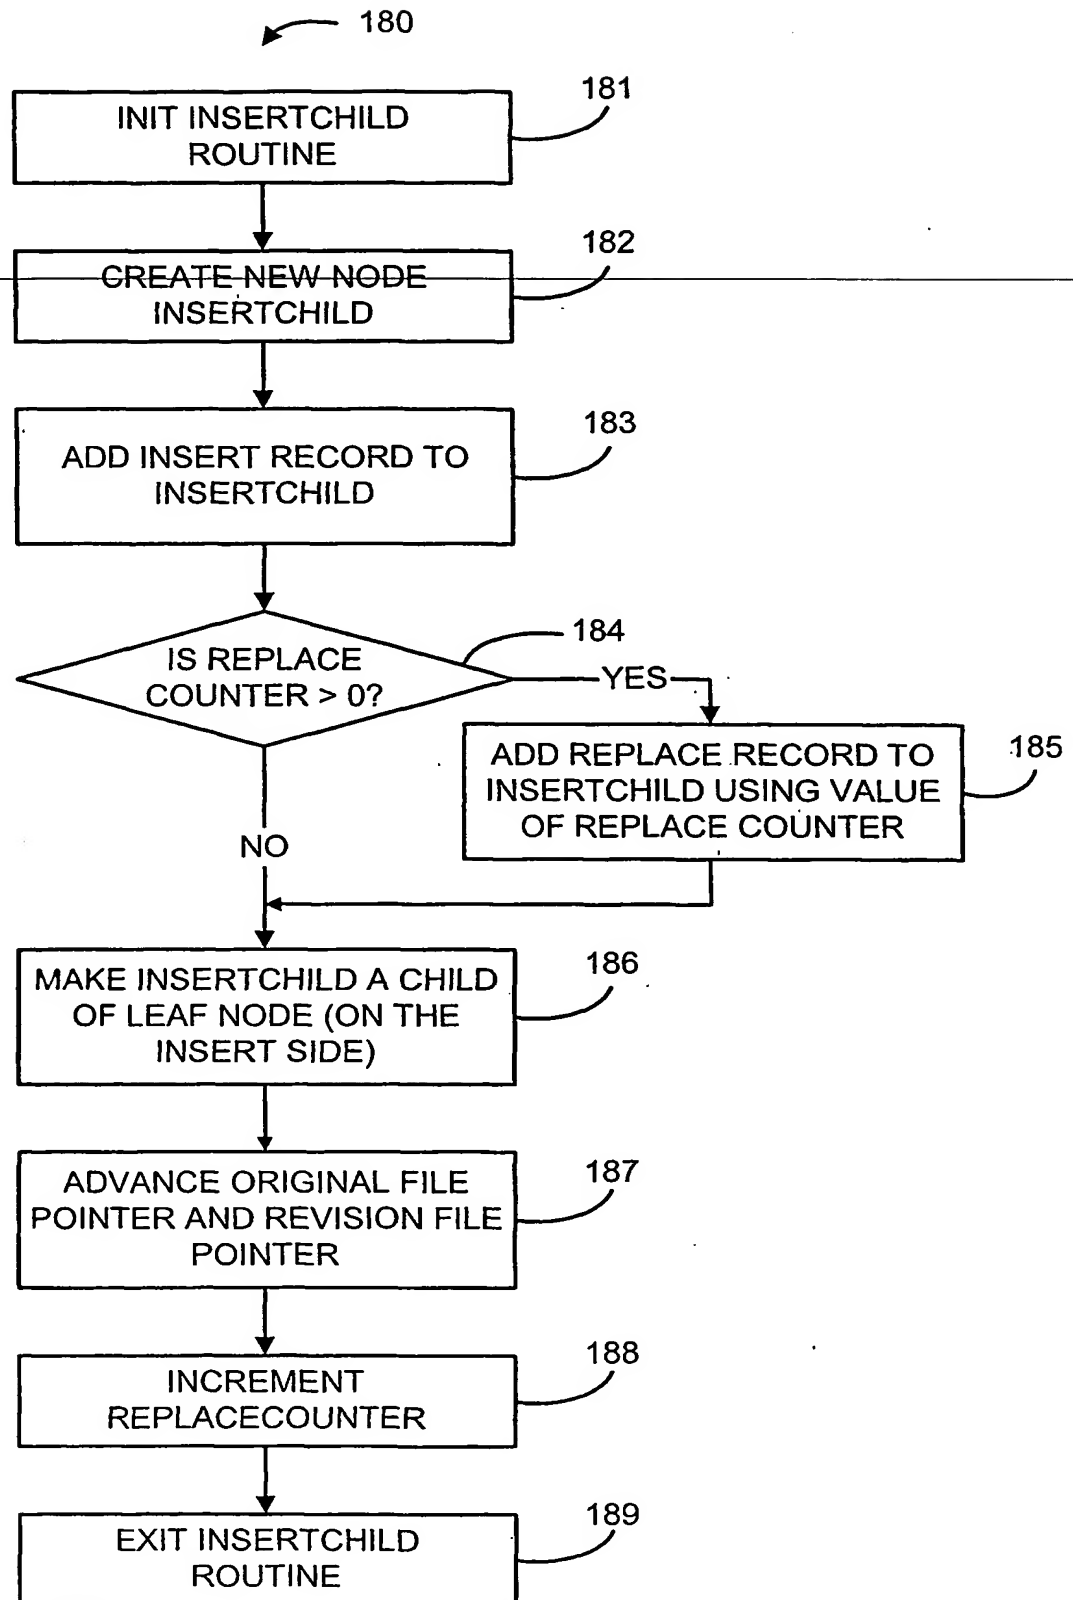 180
181
INIT INSERTCHILD
ROUTINE
182
CREATE NEW NODE
INSERTCHILD
183
ADD INSERT RECORD TO
INSERTCHILD
184
IS REPLACE
COUNTER > 0?
YES
185
ADD REPLACE RECORD TO
INSERTCHILD USING VALUE
OF REPLACE COUNTER
NO
186
MAKE INSERTCHILD A CHILD
OF LEAF NODE (ON THE
INSERT SIDE)
187
ADVANCE ORIGINAL FILE
POINTER AND REVISION FILE
POINTER
188
INCREMENT
REPLACECOUNTER
189
EXIT INSERTCHILD
ROUTINE